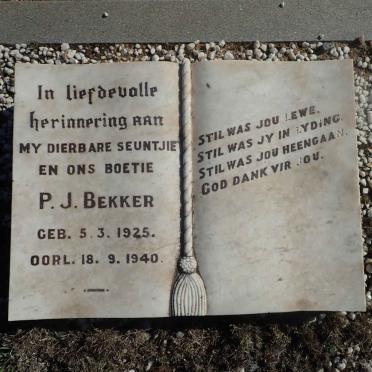 In liefdevolle
herinnering aan
MY DIERBARE SEUNTJIE
EN ONS BOETIE
P. J. BEKKER
GEB. 5. 3. 1925.
OORL. 18. 9. 1940.
STIL WAS JOU LEWE.
STIL WAS JY IN LYDING.
STIL WAS JOU HEENGAAN.
GOD DANK VIR JOU.